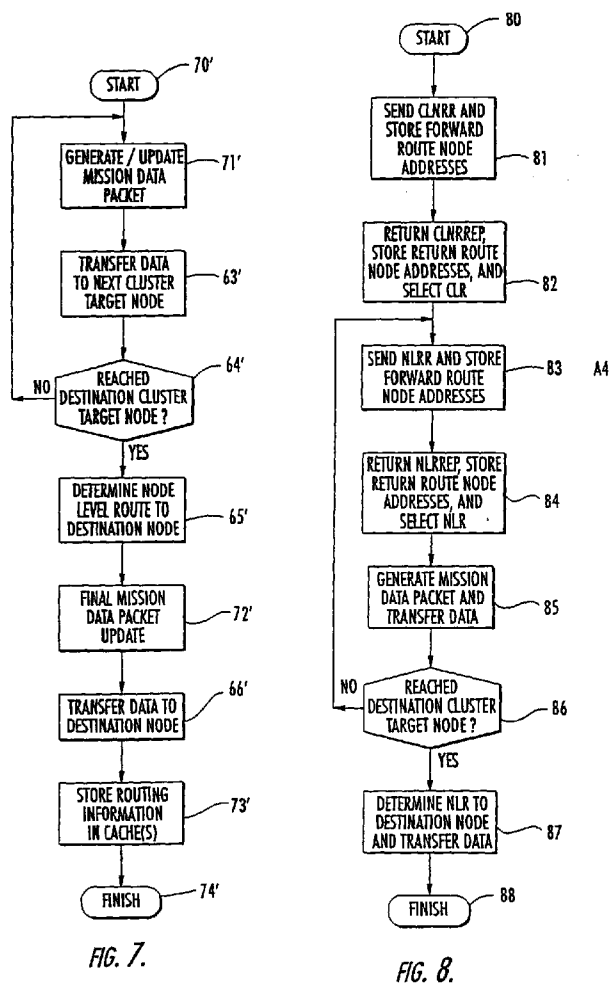 70'
START
GENERATE / UPDATE
MISSION DATA
PACKET
71'
TRANSFER DATA
TO NEXT CLUSTER
TARGET NODE
63'
REACHED
DESTINATION CLUSTER
TARGET NODE ?
64'
NO
YES
DETERMINE NODE
LEVEL ROUTE TO
DESTINATION NODE
65'
FINAL MISSION
DATA PACKET
UPDATE
72'
TRANSFER DATA TO
DESTINATION NODE
66'
STORE ROUTING
INFORMATION
IN CACHE(S)
73'
FINISH
74'
FIG. 7.
80
START
SEND CLNRR AND
STORE FORWARD
ROUTE NODE
ADDRESSES
81
RETURN CLNRREP,
STORE RETURN ROUTE
NODE ADDRESSES, AND
SELECT CLR
82
SEND NLRR AND STORE
FORWARD ROUTE
NODE ADDRESSES
83
A4
RETURN NLRREP, STORE
RETURN ROUTE NODE
ADDRESSES, AND
SELECT NLR
84
GENERATE MISSION
DATA PACKET AND
TRANSFER DATA
85
REACHED
DESTINATION CLUSTER
TARGET NODE ?
86
NO
YES
DETERMINE NLR TO
DESTINATION NODE
AND TRANSFER DATA
87
FINISH
88
FIG. 8.